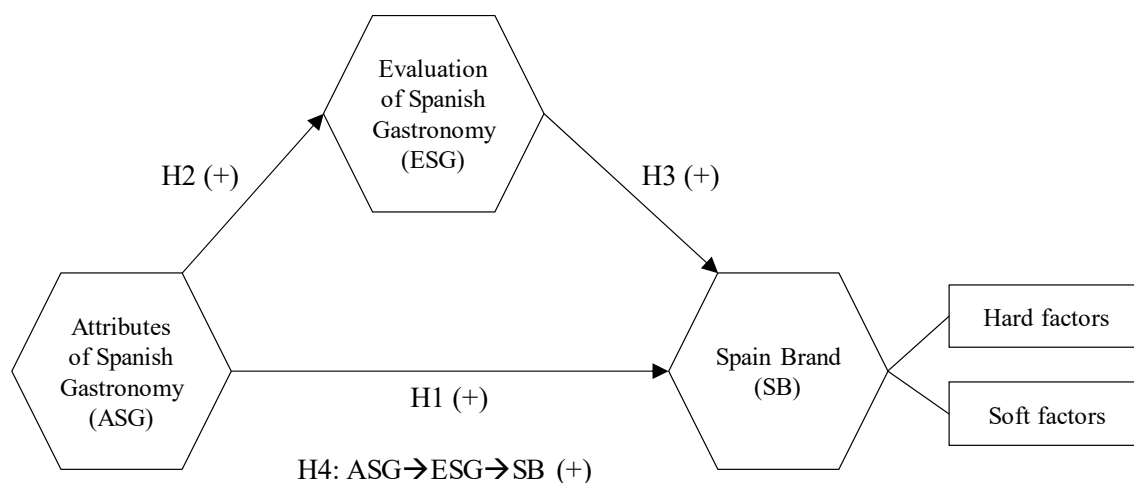 Evaluation
of Spanish
Gastronomy
(ESG)
H2 (+)
H3 (+)
Attributes
of Spanish
Gastronomy
(ASG)
Spain Brand
(SB)
Hard factors
Soft factors
H1 (+)
H4: ASG→ESG→SB (+)